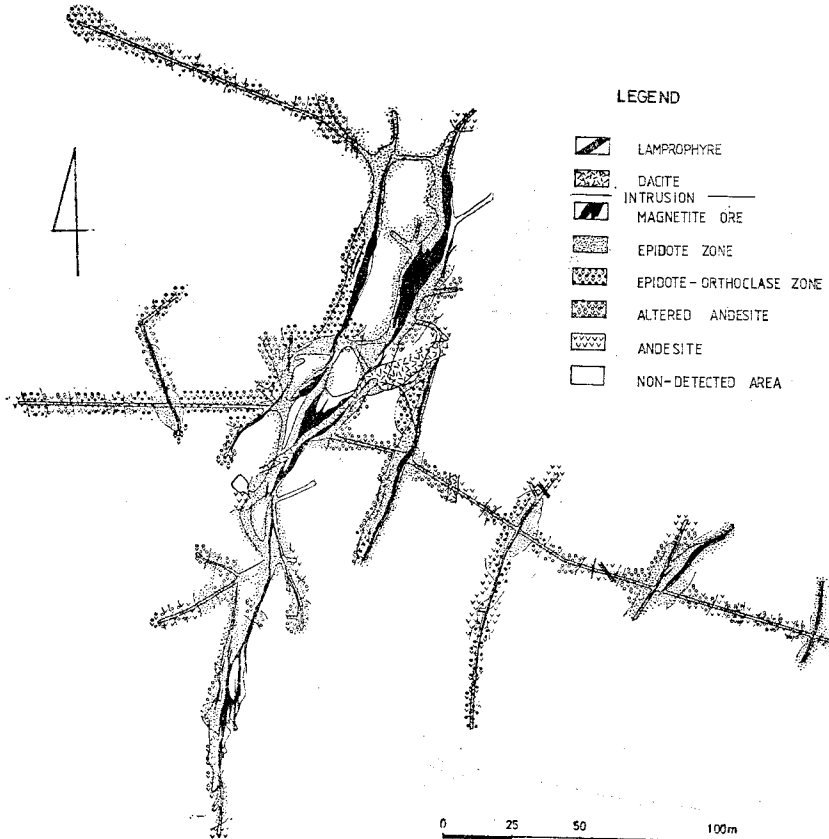 LEGEND
LAMPROPHYRE
DACITE
INTRUSION
MAGNETITE ORE
EPIDOTE ZONE
EPIDOTE-ORTHOCLASE ZONE
ALTERED ANDESITE
ANDESITE
NON-DETECTED AREA
0 25 50 100m